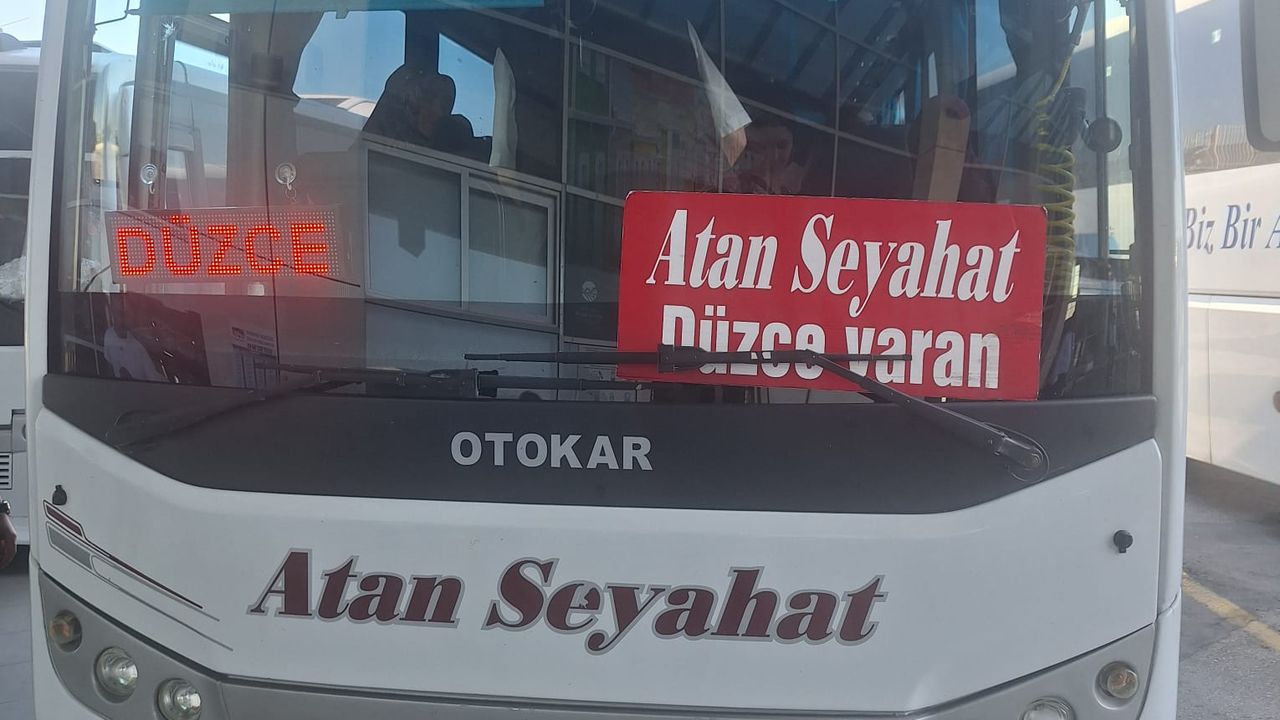 DÜZCE
Atan Seyahat
Düzce varan
OTOKAR
Atan Seyahat
Biz Bir